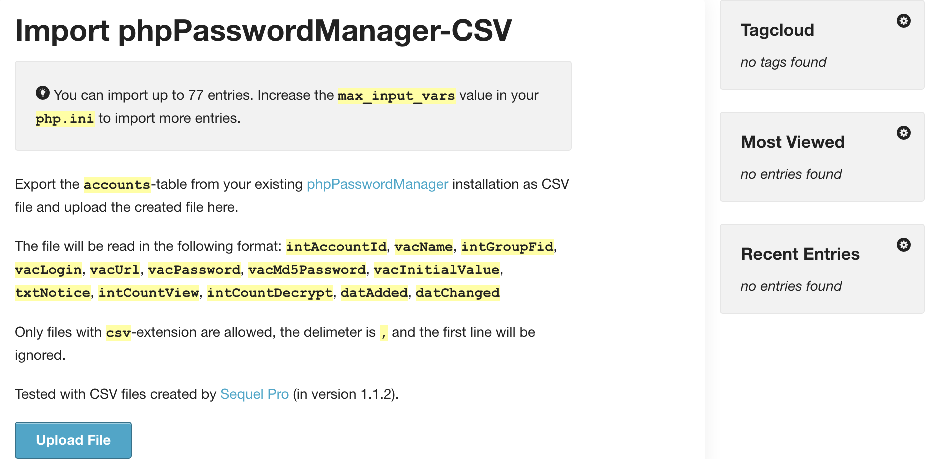 Import phpPasswordManager-CSV
You can import up to 77 entries. Increase the max_input_vars value in your
php.ini to import more entries.
Export the accounts-table from your existing phpPasswordManager installation as CSV
file and upload the created file here.
The file will be read in the following format: intAccountId, vacName, intGroupFid,
vacLogin, vacUrl, vacPassword, vacMd5Password, vacInitialValue,
txtNotice, intCountView, intCountDecrypt, datAdded, datChanged
Only files with csv-extension are allowed, the delimeter is , and the first line will be
ignored.
Tested with CSV files created by Sequel Pro (in version 1.1.2).
Upload File
Tagcloud
no tags found
Most Viewed
no entries found
Recent Entries
no entries found